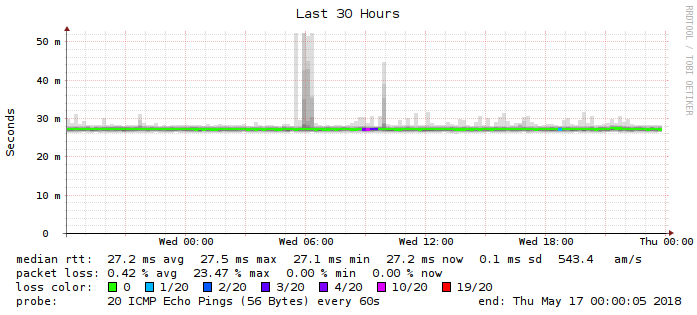 Last 30 Hours
RRDTOOL / TOBI OETIKER
Seconds
50 m
40 m
30 m
20 m
10 m
0
Wed 00:00 Wed 06:00 Wed 12:00 Wed 18:00 Thu 00:00
median rtt: 27.2 ms avg 27.5 ms max 27.1 ms min 27.2 ms now 0.1 ms sd 543.4 am/s
packet loss: 0.42 % avg 23.47 % max 0.00 % min 0.00 % now
loss color: 0 1/20 2/20 3/20 4/20 10/20 19/20
probe: 20 ICMP Echo Pings (56 Bytes) every 60s end: Thu May 17 00:00:05 2018